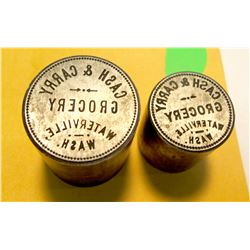 CASH & CARRY
GROCERY
WATERVILLE,
WASH.
CASH & CARRY
GROCERY
WATERVILLE,
WASH.